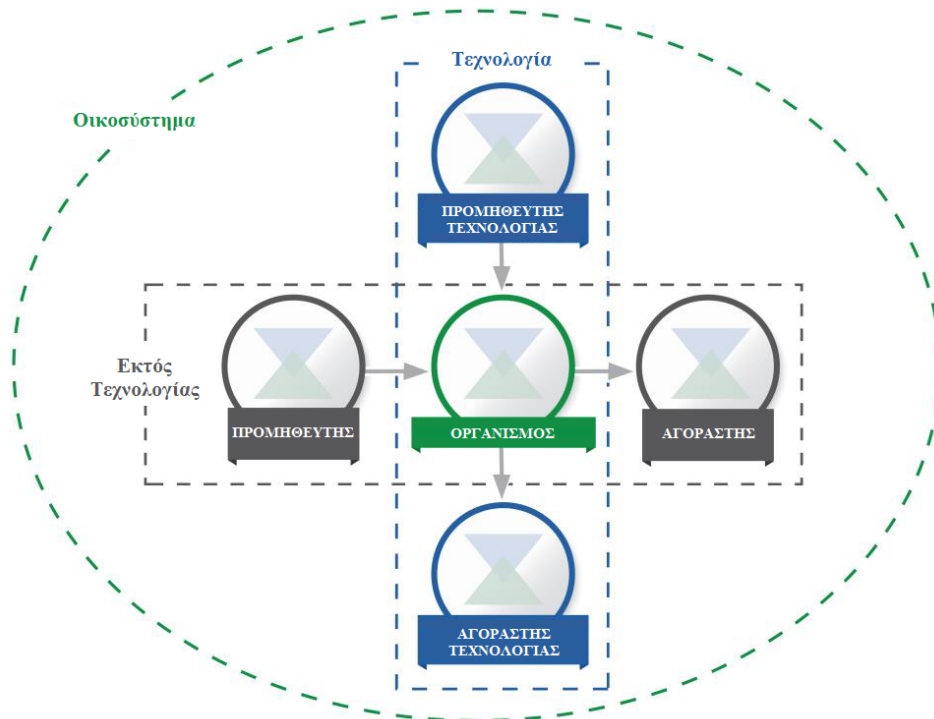 Τεχνολογία
Οικοσύστημα
ΠΡΟΜΗΘΕΥΤΗΣ
ΤΕΧΝΟΛΟΓΙΑΣ
Εκτός
Τεχνολογίας
ΠΡΟΜΗΘΕΥΤΗΣ
ΟΡΓΑΝΙΣΜΟΣ
ΑΓΟΡΑΣΤΗΣ
ΑΓΟΡΑΣΤΗΣ
ΤΕΧΝΟΛΟΓΙΑΣ